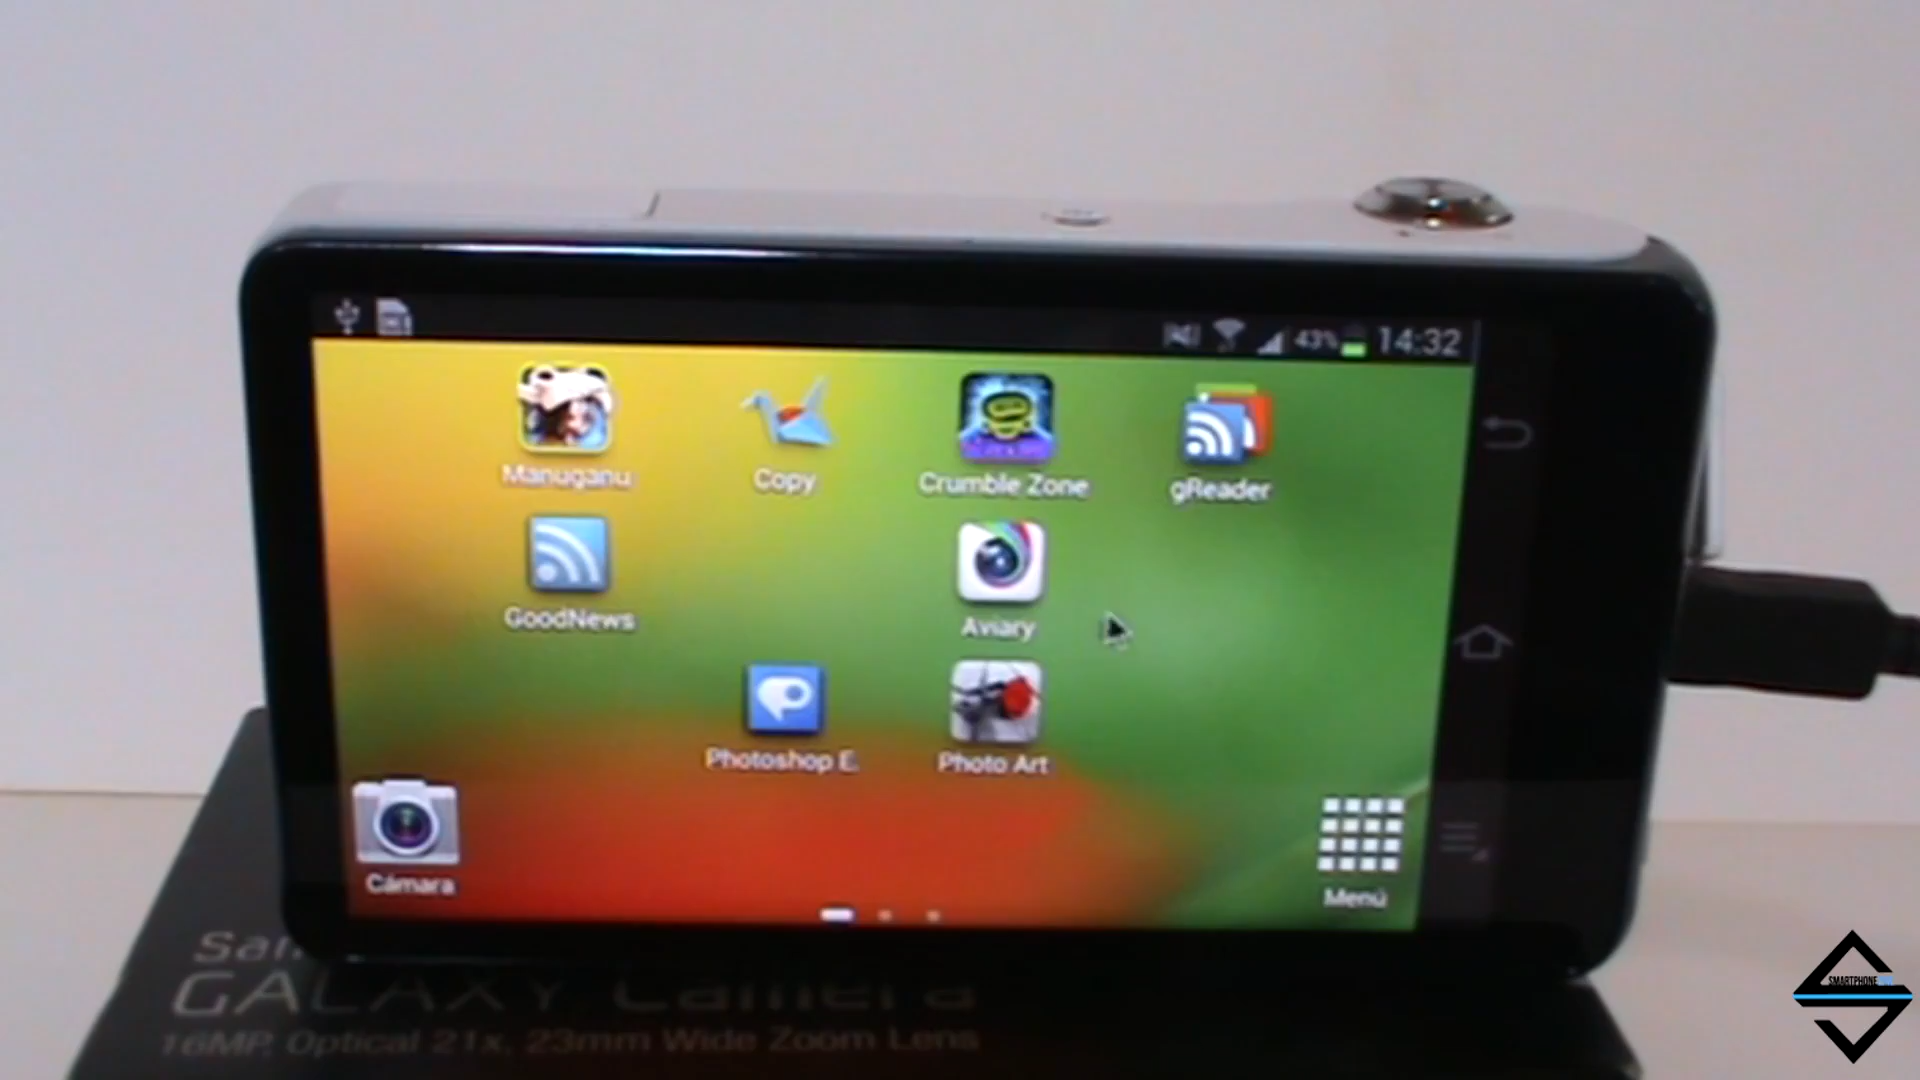 43% 14:32
Manuganu Copy Crumble Zone gReader
GoodNews Aviary
Photoshop E. Photo Art
Cámara Menú
GALAXY Camera
16MP, Optical 21x, 23mm Wide Zoom Lens
SMARTPHONE